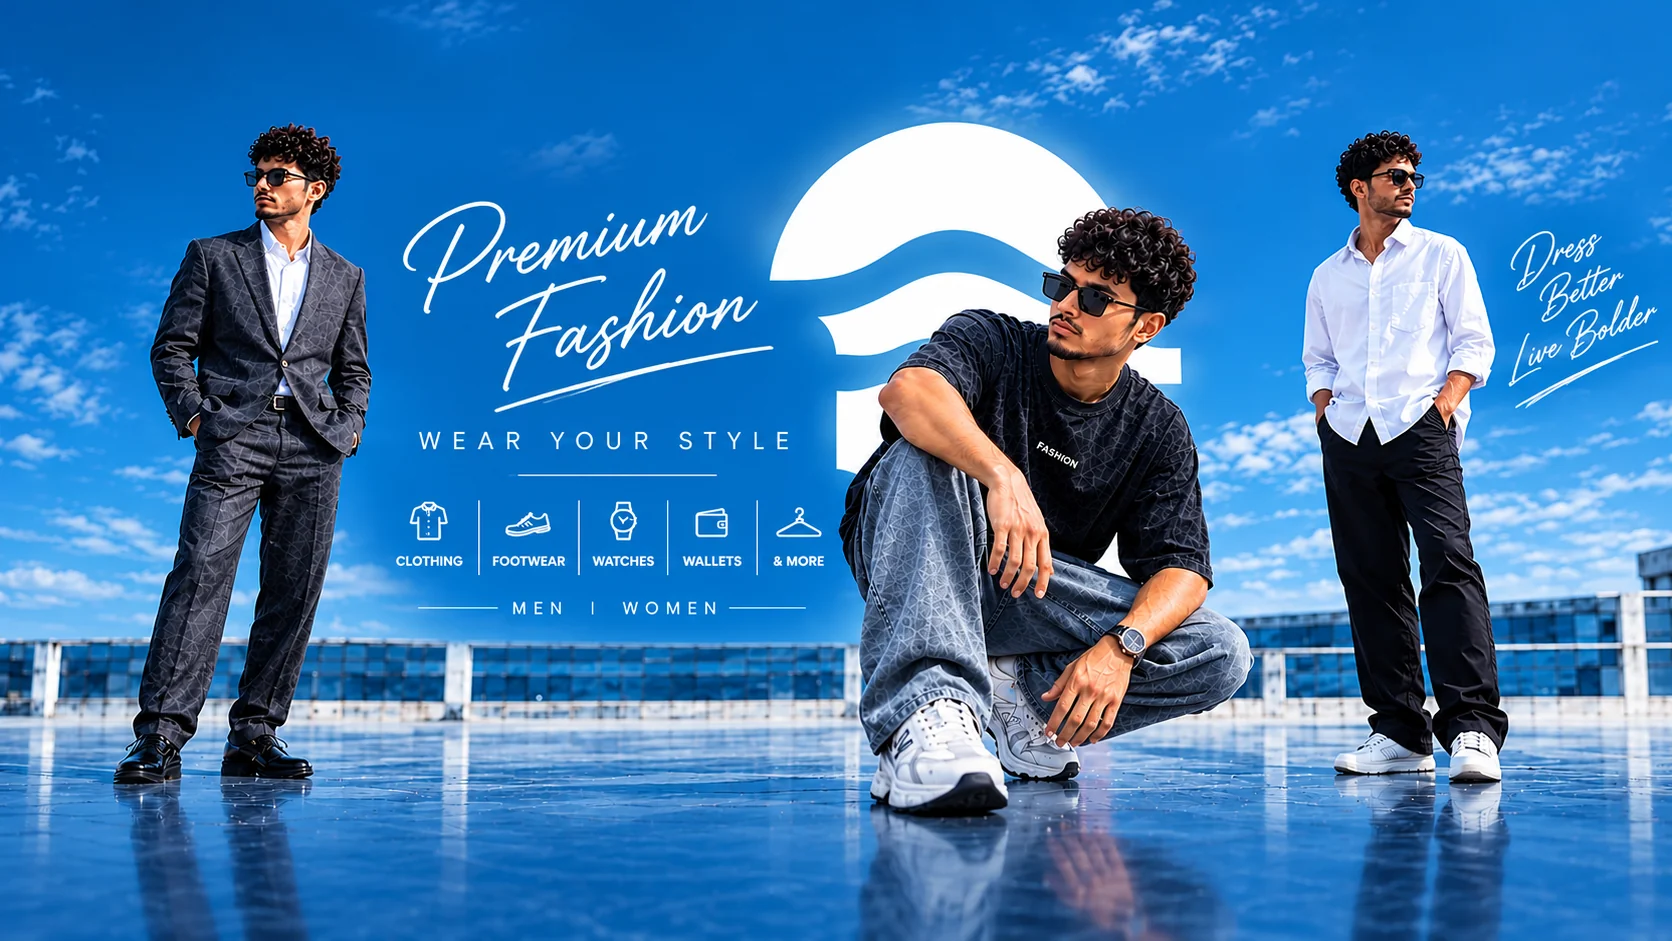 Premium
Fashion
WEAR YOUR STYLE
CLOTHING
FOOTWEAR
WATCHES
WALLETS
& MORE
MEN | WOMEN
FASHION
Dress
Better
Live Bolder